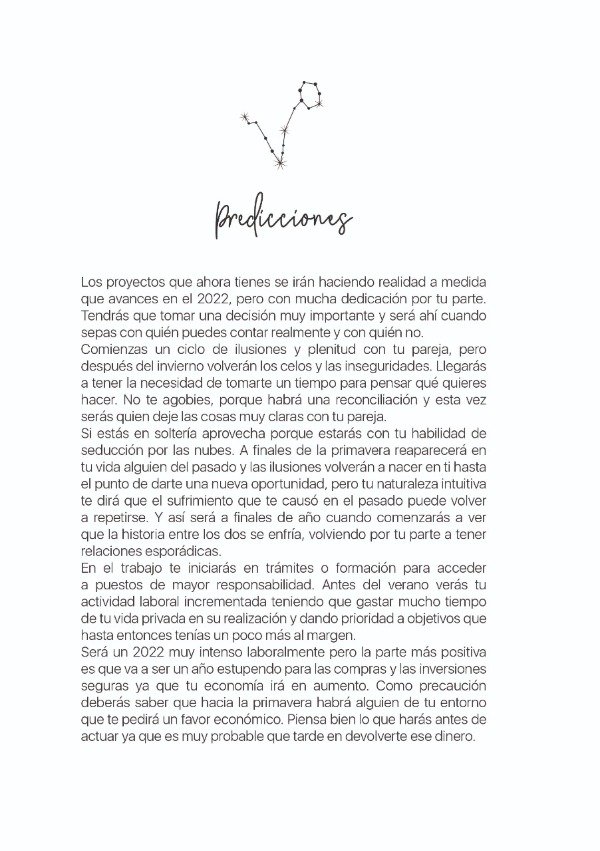 Predicciones
Los proyectos que ahora tienes se irán haciendo realidad a medida
que avances en el 2022, pero con mucha dedicación por tu parte.
Tendrás que tomar una decisión muy importante y será ahí cuando
sepas con quién puedes contar realmente y con quién no.
Comienzas un ciclo de ilusiones y plenitud con tu pareja, pero
después del invierno volverán los celos y las inseguridades. Llegarás
a tener la necesidad de tomarte un tiempo para pensar qué quieres
hacer. No te agobies, porque habrá una reconciliación y esta vez
serás quien deje las cosas muy claras con tu pareja.
Si estás en soltería aprovecha porque estarás con tu habilidad de
seducción por las nubes. A finales de la primavera reaparecerá en
tu vida alguien del pasado y las ilusiones volverán a nacer en ti hasta
el punto de darte una nueva oportunidad, pero tu naturaleza intuitiva
te dirá que el sufrimiento que te causó en el pasado puede volver
a repetirse. Y así será a finales de año cuando comenzarás a ver
que la historia entre los dos se enfría, volviendo por tu parte a tener
relaciones esporádicas.
En el trabajo te iniciarás en trámites o formación para acceder
a puestos de mayor responsabilidad. Antes del verano verás tu
actividad laboral incrementada teniendo que gastar mucho tiempo
de tu vida privada en su realización y dando prioridad a objetivos que
hasta entonces tenías un poco más al margen.
Será un 2022 muy intenso laboralmente pero la parte más positiva
es que va a ser un año estupendo para las compras y las inversiones
seguras ya que tu economía irá en aumento. Como precaución
deberás saber que hacia la primavera habrá alguien de tu entorno
que te pedirá un favor económico. Piensa bien lo que harás antes de
actuar ya que es muy probable que tarde en devolverte ese dinero.